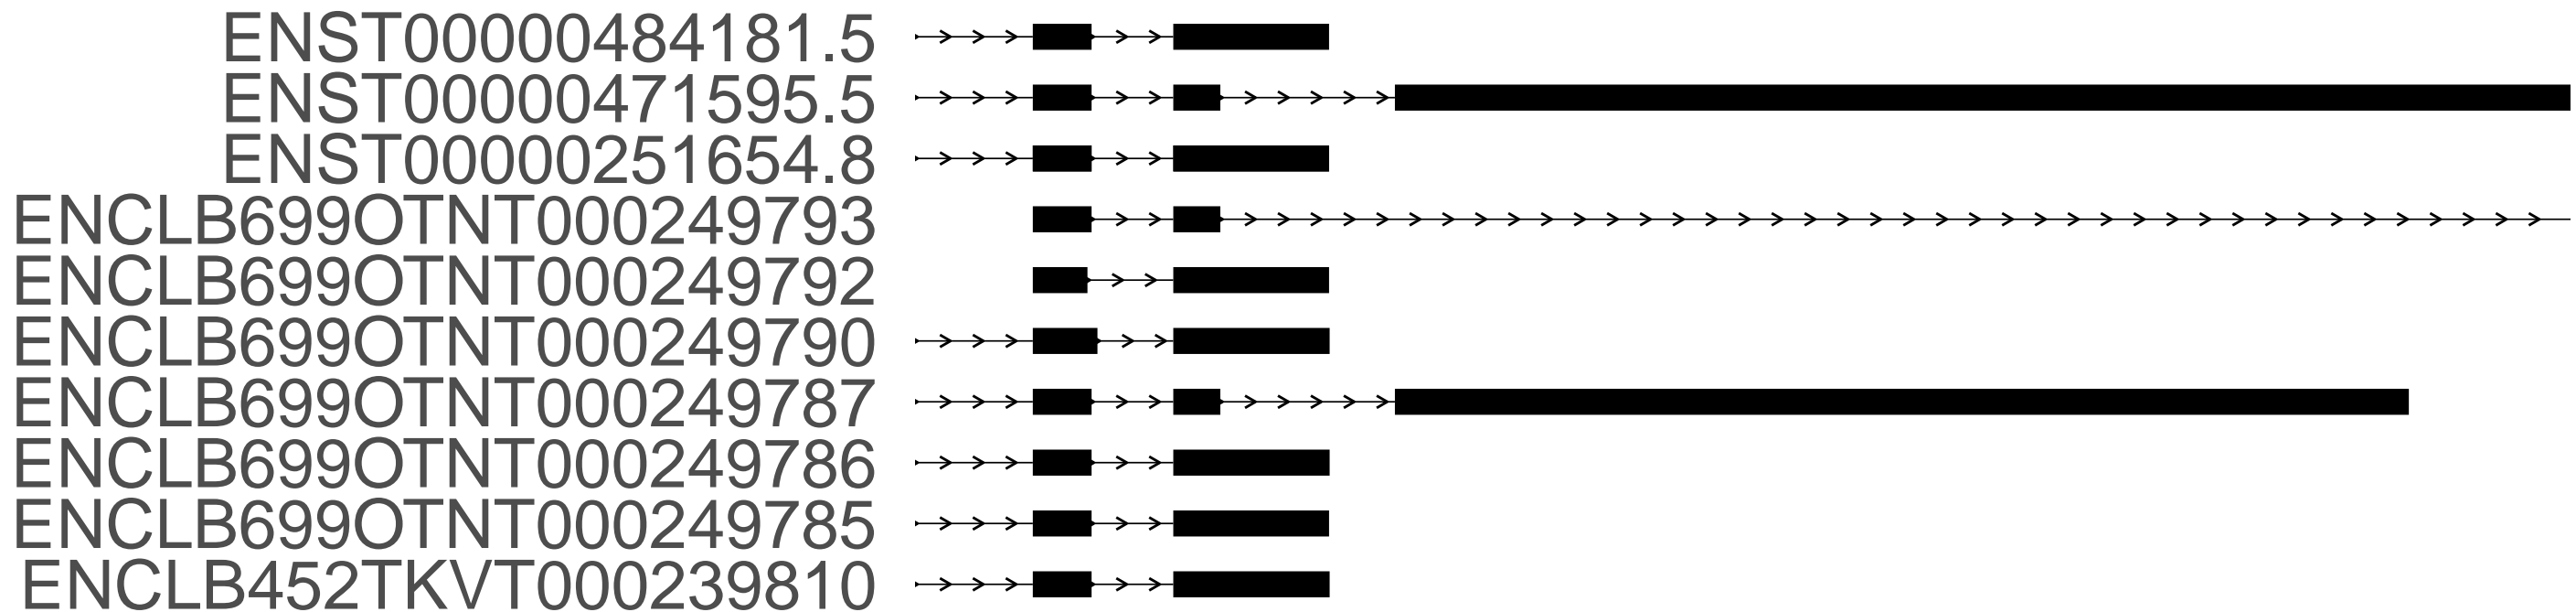 ENST00000484181.5
ENST00000471595.5
ENST00000251654.8
ENCLB699OTNT000249793
ENCLB699OTNT000249792
ENCLB699OTNT000249790
ENCLB699OTNT000249787
ENCLB699OTNT000249786
ENCLB699OTNT000249785
ENCLB452TKVT000239810